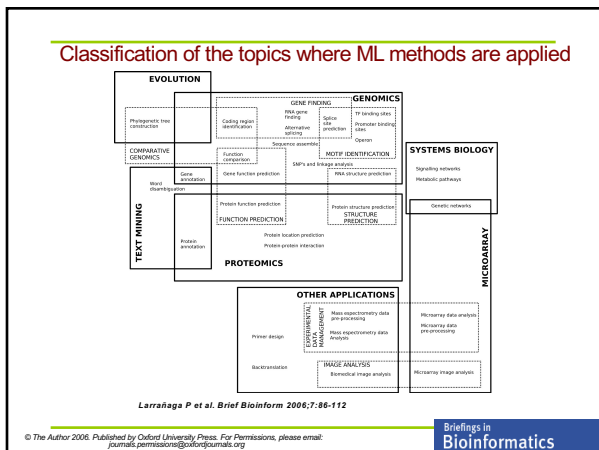 Classification of the topics where ML methods are applied
EVOLUTION
GENOMICS
GENE FINDING
Phylogenetic tree
construction
Coding region
identification
RNA gene
finding
Alternative
splicing
Splice
site
prediction
TF binding sites
Promoter binding
sites
Operon
Sequence assemble
MOTIF IDENTIFICATION
COMPARATIVE
GENOMICS
Function
comparison
SNP's and linkage analysis
SYSTEMS BIOLOGY
Signalling networks
Metabolic pathways
Gene
annotation
Gene function prediction
RNA structure prediction
Word
disambiguation
TEXT MINING
Protein function prediction
FUNCTION PREDICTION
Protein structure prediction
STRUCTURE
PREDICTION
Genetic networks
Protein
annotation
Protein location prediction
Protein-protein interaction
PROTEOMICS
MICROARRAY
OTHER APPLICATIONS
EXPERIMENTAL
DATA
MANAGEMENT
Mass espectrometry data
pre-processing
Mass espectrometry data
Analysis
Microarray data analysis
Microarray data
pre-processing
Primer design
Backtranslation
IMAGE ANALYSIS
Biomedical image analysis
Microarray image analysis
Larrañaga P et al. Brief Bioinform 2006;7:86-112
© The Author 2006. Published by Oxford University Press. For Permissions, please email:
journals.permissions@oxfordjournals.org
Briefings in
Bioinformatics